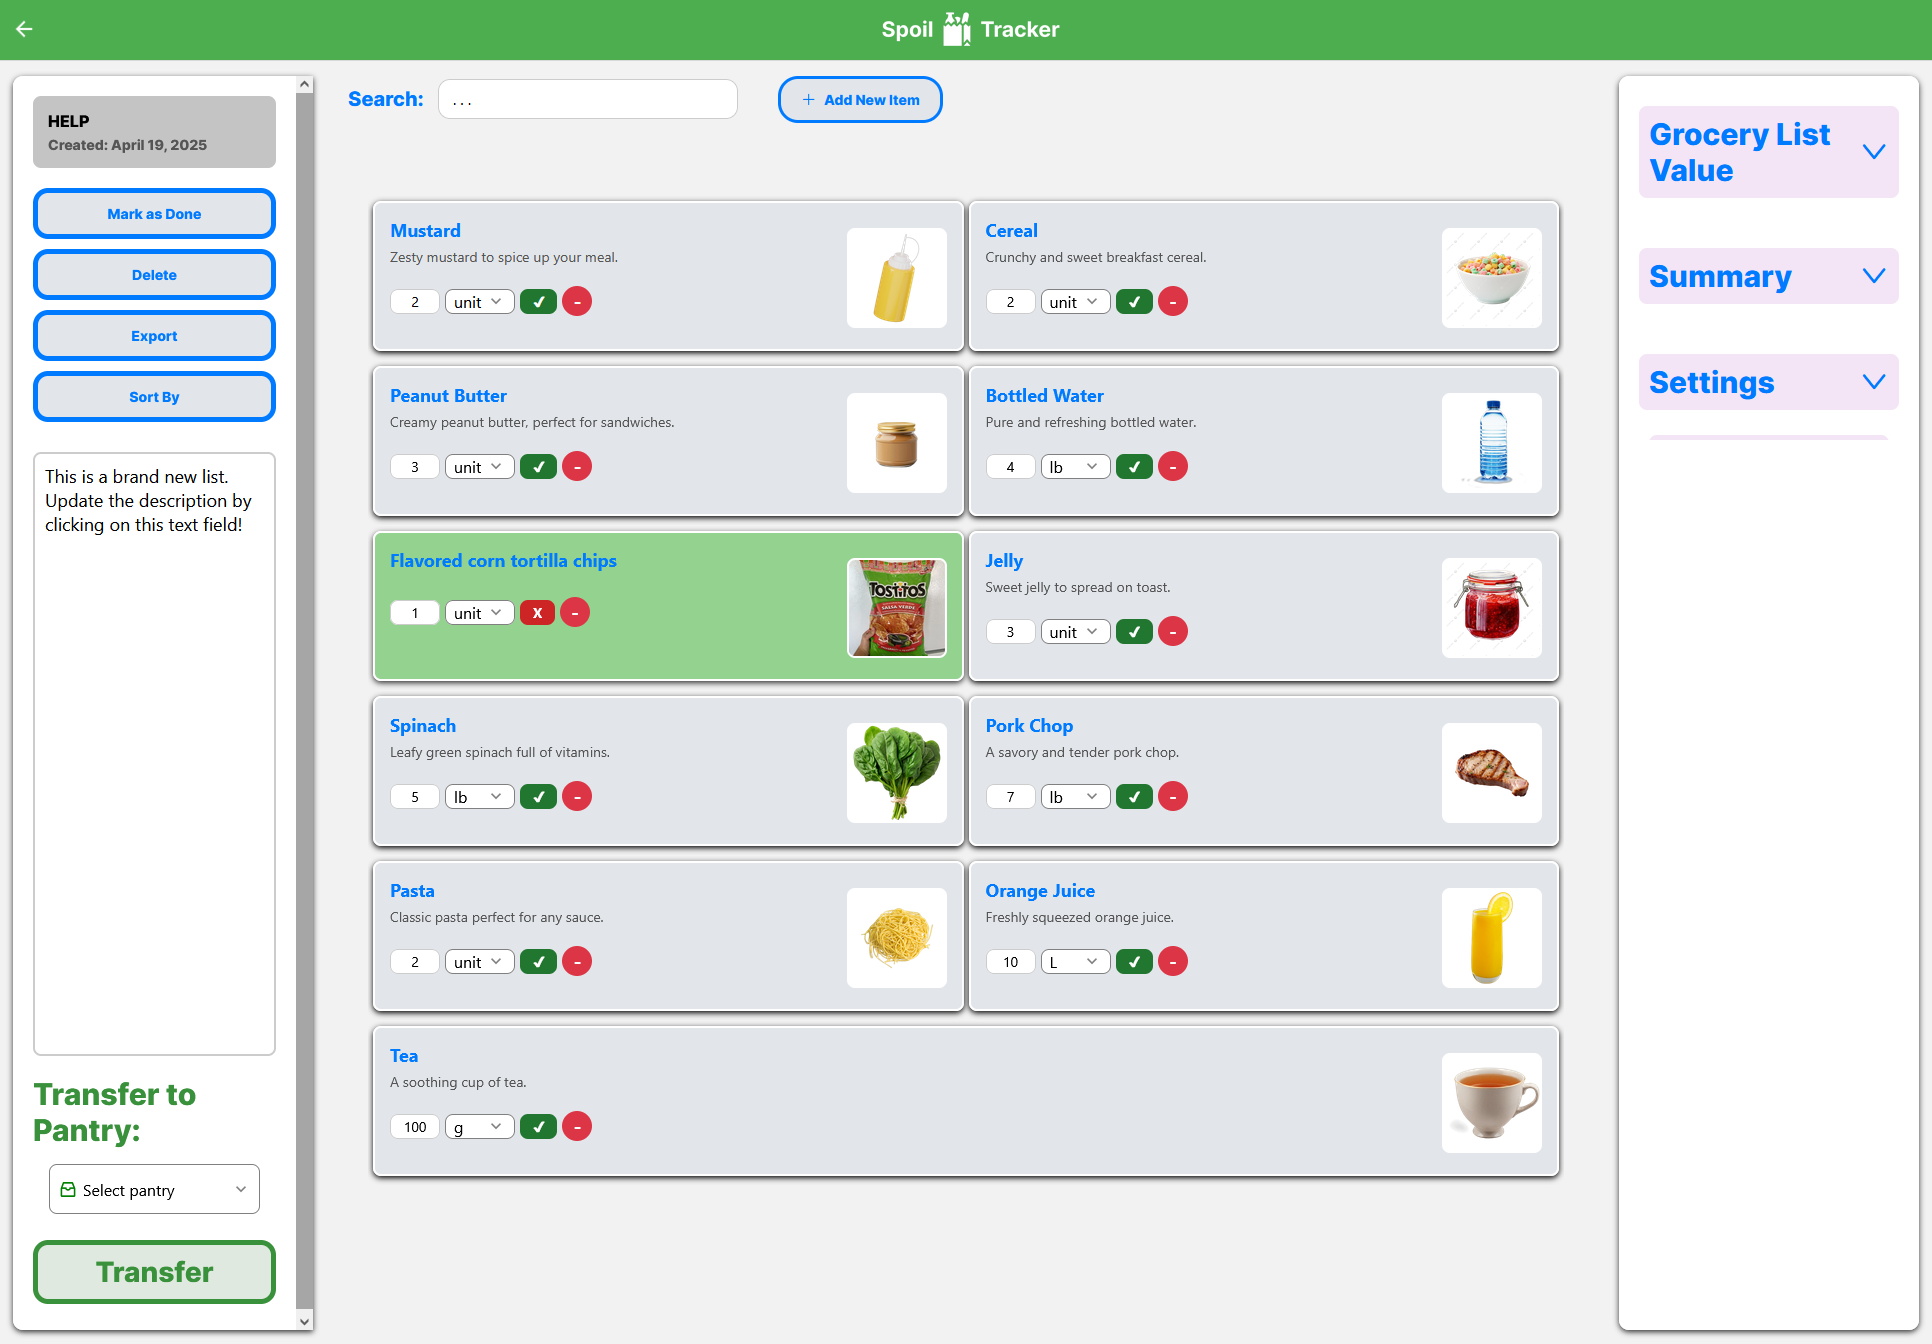 Spoil Tracker
HELP
Created: April 19, 2025
Mark as Done
Delete
Export
Sort By
This is a brand new list.
Update the description by
clicking on this text field!
Transfer to
Pantry:
Select pantry
Transfer
Search:
...
+ Add New Item
Mustard
Zesty mustard to spice up your meal.
2 unit ✓ -
Cereal
Crunchy and sweet breakfast cereal.
2 unit ✓ -
Peanut Butter
Creamy peanut butter, perfect for sandwiches.
3 unit ✓ -
Bottled Water
Pure and refreshing bottled water.
4 lb ✓ -
Flavored corn tortilla chips
1 unit X -
TOSTITOS
SALSA VERDE
Jelly
Sweet jelly to spread on toast.
3 unit ✓ -
Spinach
Leafy green spinach full of vitamins.
5 lb ✓ -
Pork Chop
A savory and tender pork chop.
7 lb ✓ -
Pasta
Classic pasta perfect for any sauce.
2 unit ✓ -
Orange Juice
Freshly squeezed orange juice.
10 L ✓ -
Tea
A soothing cup of tea.
100 g ✓ -
Grocery List
Value
Summary
Settings